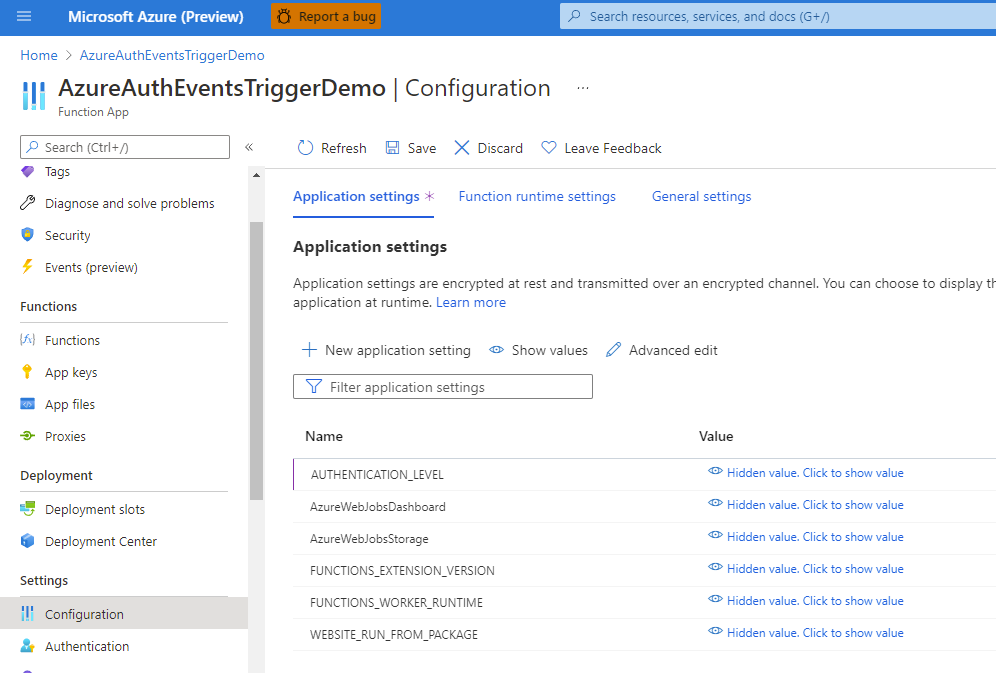 Microsoft Azure (Preview)
Report a bug
Search resources, services, and docs (G+/)
Home > AzureAuthEventsTriggerDemo
AzureAuthEventsTriggerDemo | Configuration ...
Function App
Search (Ctrl+/)
«
Tags
Diagnose and solve problems
Security
Events (preview)
Functions
Functions
App keys
App files
Proxies
Deployment
Deployment slots
Deployment Center
Settings
Configuration
Authentication
Refresh
Save
Discard
Leave Feedback
Application settings *
Function runtime settings
General settings
Application settings
Application settings are encrypted at rest and transmitted over an encrypted channel. You can choose to display th
application at runtime. Learn more
New application setting
Show values
Advanced edit
Filter application settings
Name Value
AUTHENTICATION_LEVEL Hidden value. Click to show value
AzureWebJobsDashboard Hidden value. Click to show value
AzureWebJobsStorage Hidden value. Click to show value
FUNCTIONS_EXTENSION_VERSION Hidden value. Click to show value
FUNCTIONS_WORKER_RUNTIME Hidden value. Click to show value
WEBSITE_RUN_FROM_PACKAGE Hidden value. Click to show value